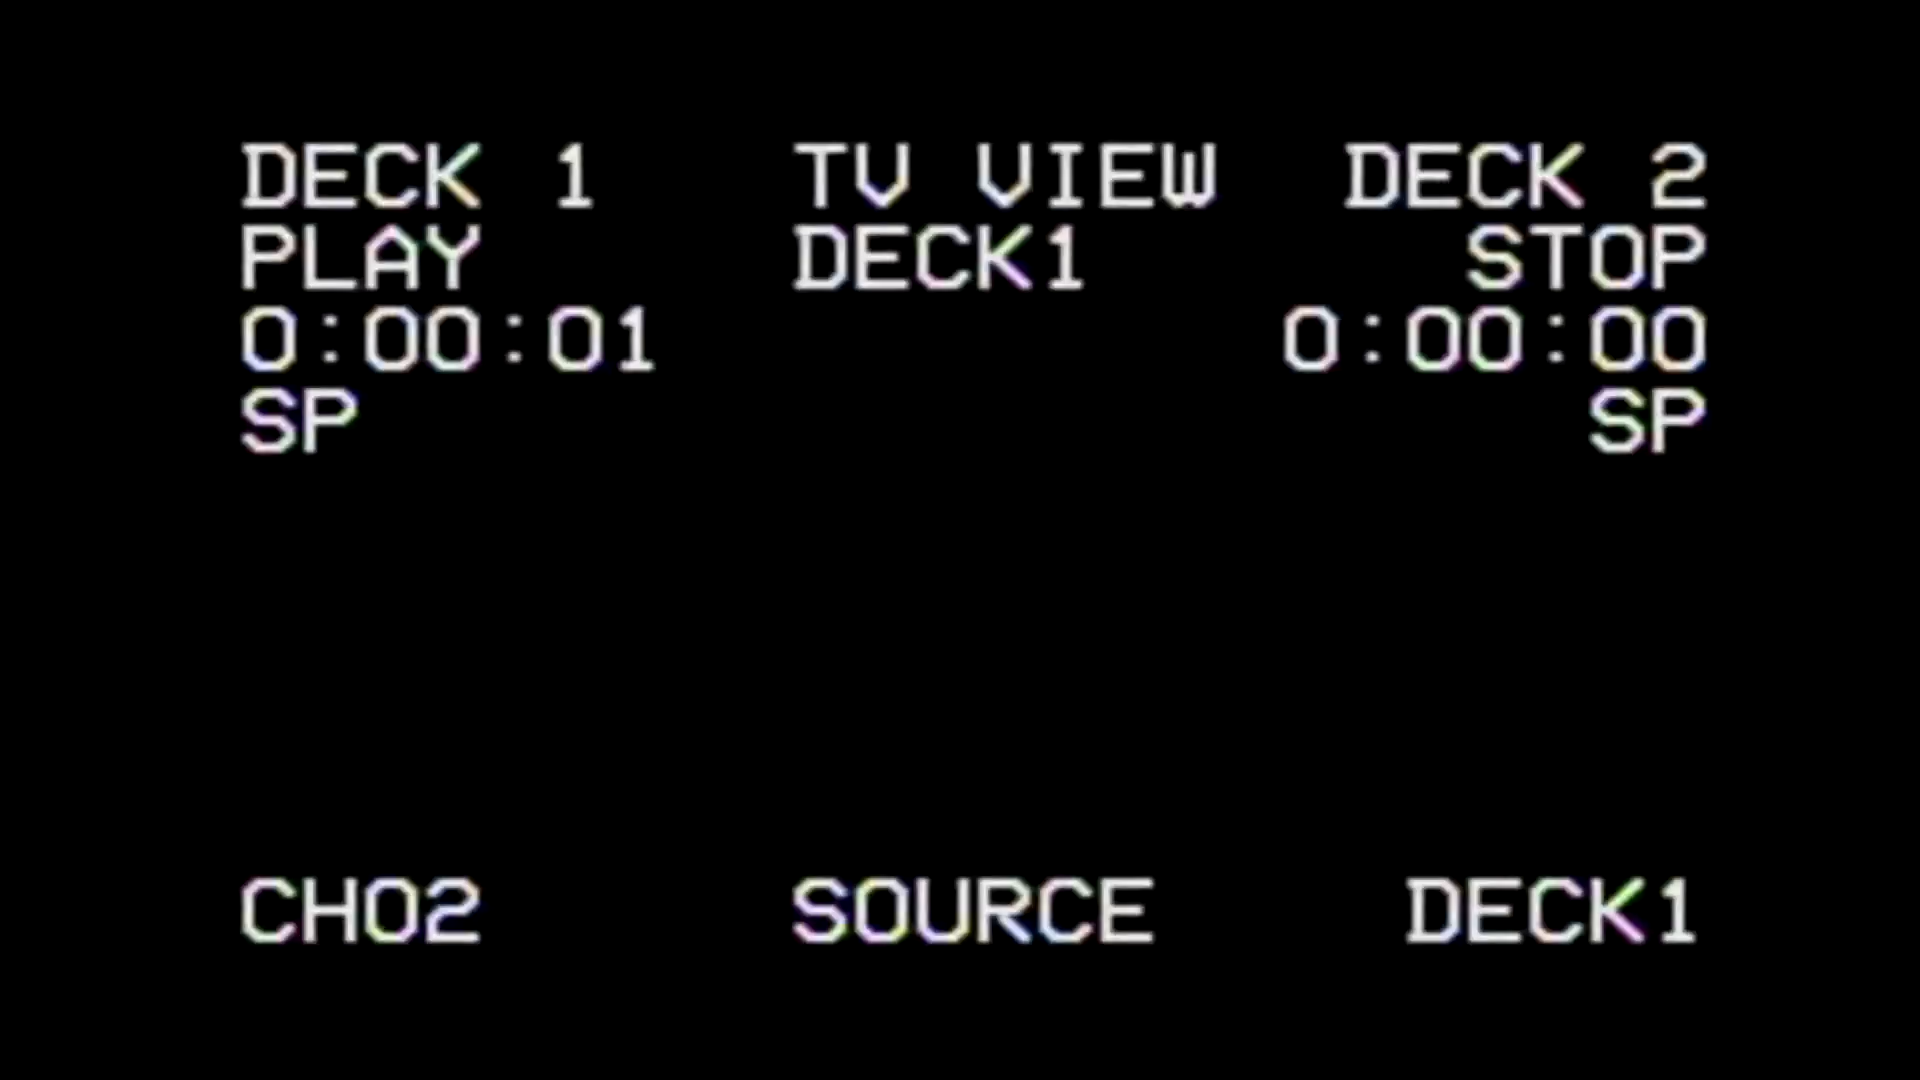 DECK 1 TV VIEW DECK 2
PLAY DECK1 STOP
0:00:01 0:00:00
SP SP
CH02 SOURCE DECK1